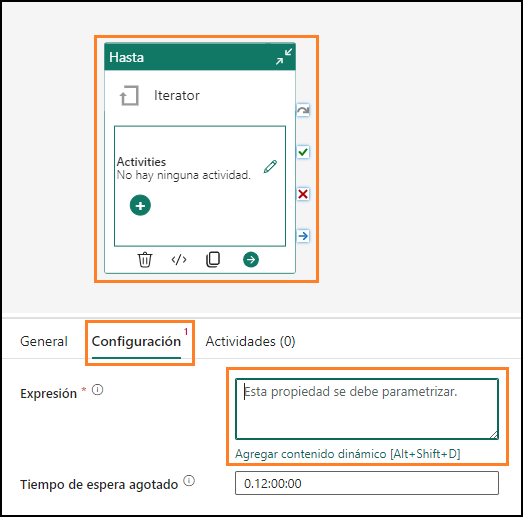 Hasta
Iterator
Activities
No hay ninguna actividad.
General
Configuración 1
Actividades (0)
Expresión *
Esta propiedad se debe parametrizar.
Agregar contenido dinámico [Alt+Shift+D]
Tiempo de espera agotado
0.12:00:00